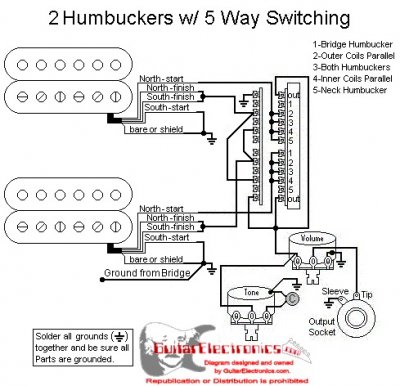 2 Humbuckers w/ 5 Way Switching
1-Bridge Humbucker
2-Outer Coils Parallel
3-Both Humbuckers
4-Inner Coils Parallel
5-Neck Humbucker
North-start
North-finish
South-finish
South-start
bare or shield
out
1
2
3
4
5
1
2
3
4
5
out
North-start
North-finish
South-finish
South-start
bare or shield
Ground from Bridge
Volume
Tone
Sleeve
Tip
Output
Socket
Solder all grounds ( )
together and be sure all
Parts are grounded.
GuitarElectronics.com
Diagram designed and owned
by GuitarElectronics.com
Republication or Distribution is prohibited